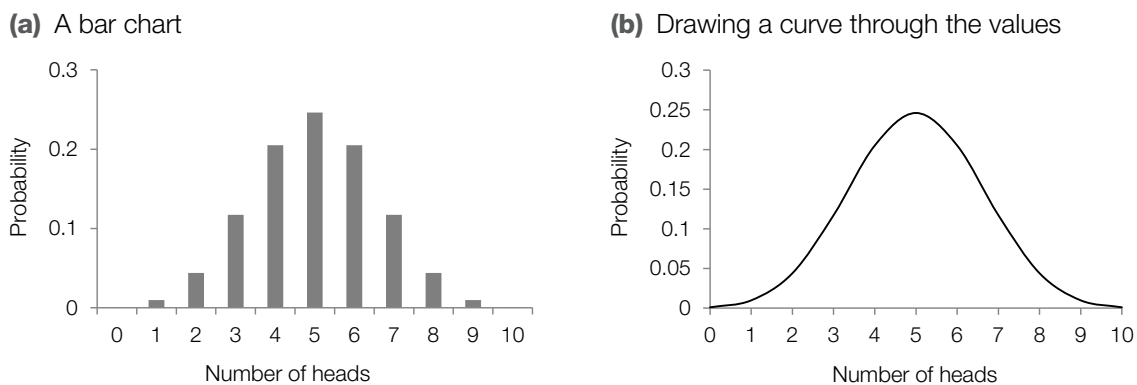 (a) A bar chart
0.3
0.2
0.1
0
Probability
0 1 2 3 4 5 6 7 8 9 10
Number of heads
(b) Drawing a curve through the values
0.3
0.25
0.2
0.15
0.1
0.05
0
Probability
0 1 2 3 4 5 6 7 8 9 10
Number of heads